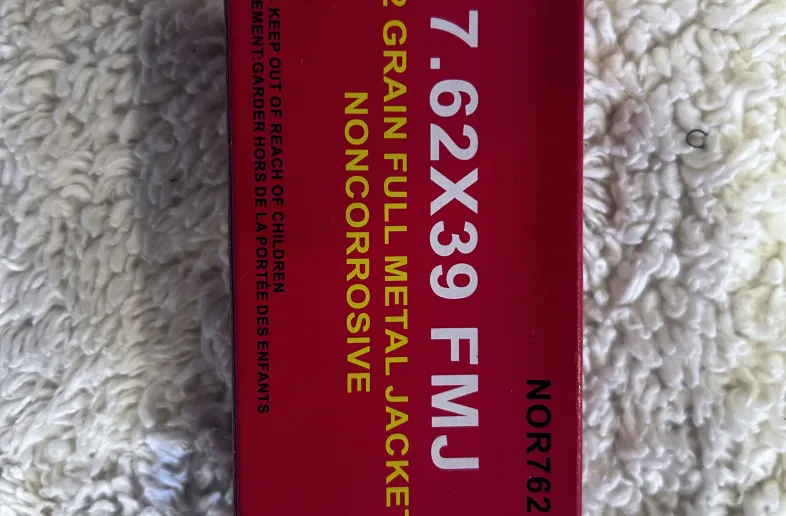 NOR762
7.62X39 FMJ
2 GRAIN FULL METAL JACKET
NONCORROSIVE
: KEEP OUT OF REACH OF CHILDREN
EMENT:GARDER HORS DE LA PORTÉE DES ENFANTS